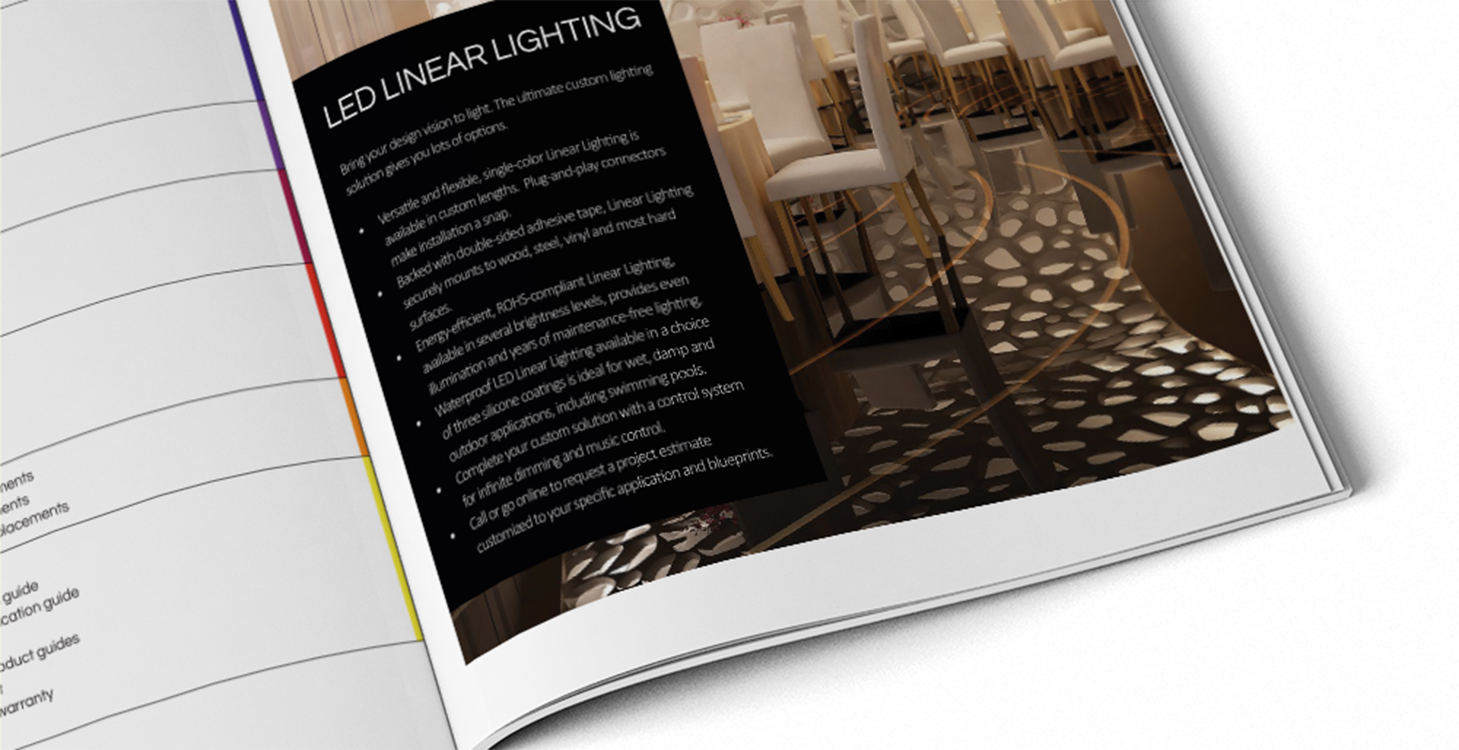 ments
ments
placements
guide
cation guide
oduct guides
t
warranty
LED LINEAR LIGHTING
Bring your design vision to light. The ultimate custom lighting
solution gives you lots of options.
• Versatile and flexible, single-color Linear Lighting is
available in custom lengths. Plug-and-play connectors
make installation a snap.
• Backed with double-sided adhesive tape, Linear Lighting
securely mounts to wood, steel, vinyl and most hard
surfaces.
• Energy-efficient, ROHS-compliant Linear Lighting,
available in several brightness levels, provides even
illumination and years of maintenance-free lighting.
• Waterproof LED Linear Lighting available in a choice
of three silicone coatings is ideal for wet, damp and
outdoor applications, including swimming pools.
• Complete your custom solution with a control system
for infinite dimming and music control.
• Call or go online to request a project estimate
customized to your specific application and blueprints.